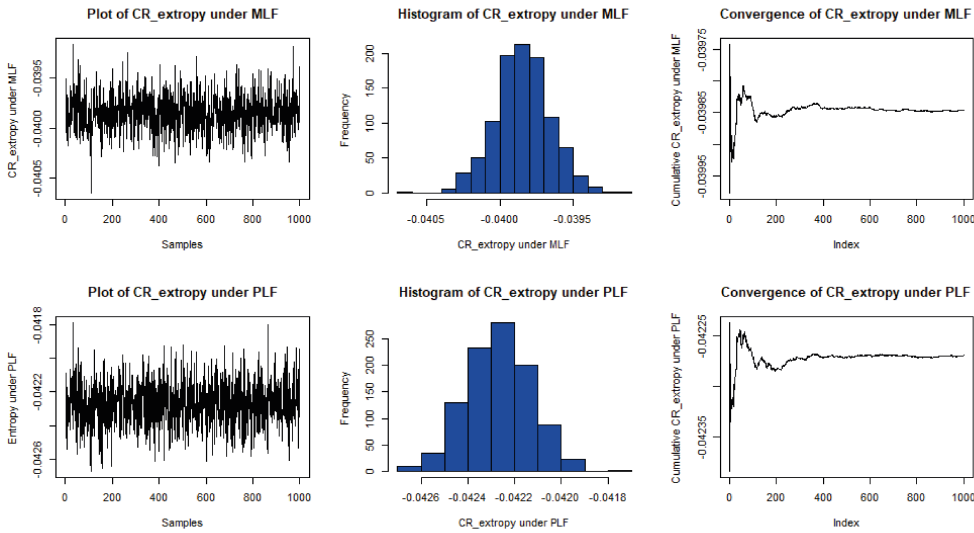 Plot of CR_extropy under MLF
CR_extropy under MLF
-0.0395
-0.0400
-0.0405
0 200 400 600 800 1000
Samples
Histogram of CR_extropy under MLF
Frequency
200
150
100
50
0
-0.0405 -0.0400 -0.0395
CR_extropy under MLF
Convergence of CR_extropy under MLF
Cumulative CR_extropy under MLF
-0.03975
-0.03985
-0.03995
0 200 400 600 800 1000
Index
Plot of CR_extropy under PLF
Entropy under PLF
-0.0418
-0.0422
-0.0426
0 200 400 600 800 1000
Samples
Histogram of CR_extropy under PLF
Frequency
250
200
150
100
50
0
-0.0426 -0.0424 -0.0422 -0.0420 -0.0418
CR_extropy under PLF
Convergence of CR_extropy under PLF
Cumulative CR_extropy under PLF
-0.04225
-0.04235
0 200 400 600 800 1000
Index